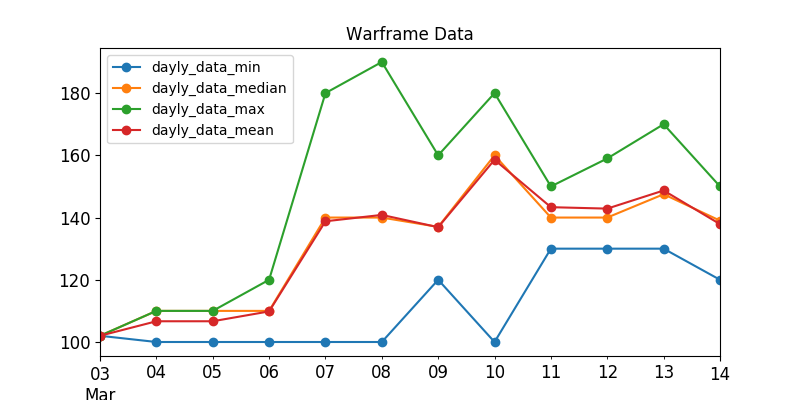 Warframe Data
dayly_data_min
dayly_data_median
dayly_data_max
dayly_data_mean
180
160
140
120
100
03 04 05 06 07 08 09 10 11 12 13 14
Mar